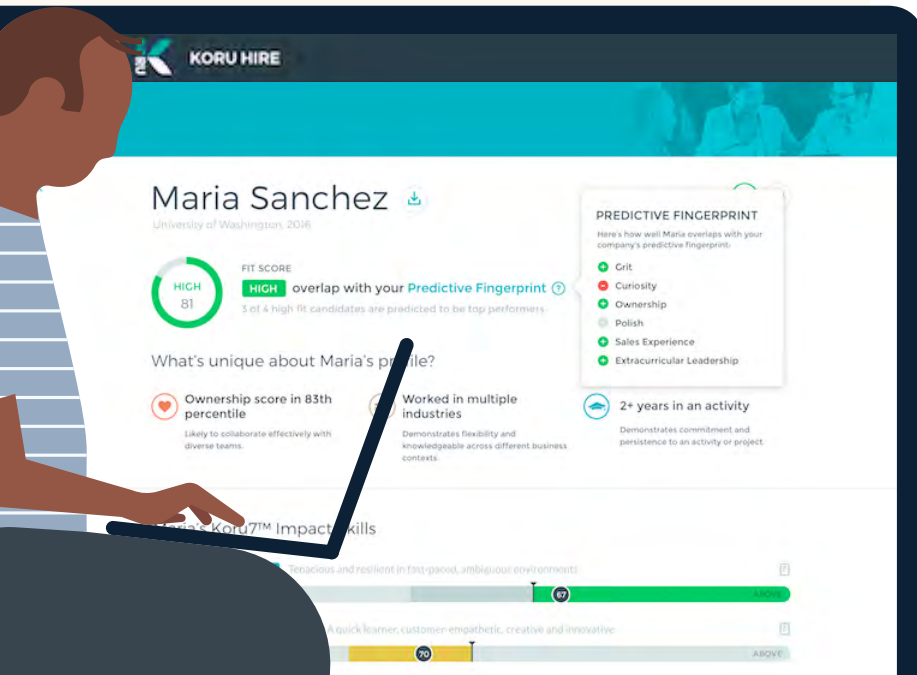 KORU HIRE
Maria Sanchez
University of Washington, 2016
HIGH
81
FIT SCORE
HIGH overlap with your Predictive Fingerprint ?
3 of 4 high fit candidates are predicted to be top performers.
PREDICTIVE FINGERPRINT
Here's how well Maria overlaps with your
company's predictive fingerprint:
Grit
Curiosity
Ownership
Polish
Sales Experience
Extracurricular Leadership
What's unique about Maria's
Ownership score in 83th
percentile
Likely to collaborate effectively with
diverse teams.
Worked in multiple
industries
Demonstrates flexibility and
knowledgeable across different business
contexts.
2+ years in an activity
Demonstrates commitment and
persistence to an activity or project.
Maria's Koru7™ Impact
Tenacious and resilient in fast-paced, ambiguous environments
67
ABOVE
A quick learner, customer-empathetic, creative and innovative
70
ABOVE